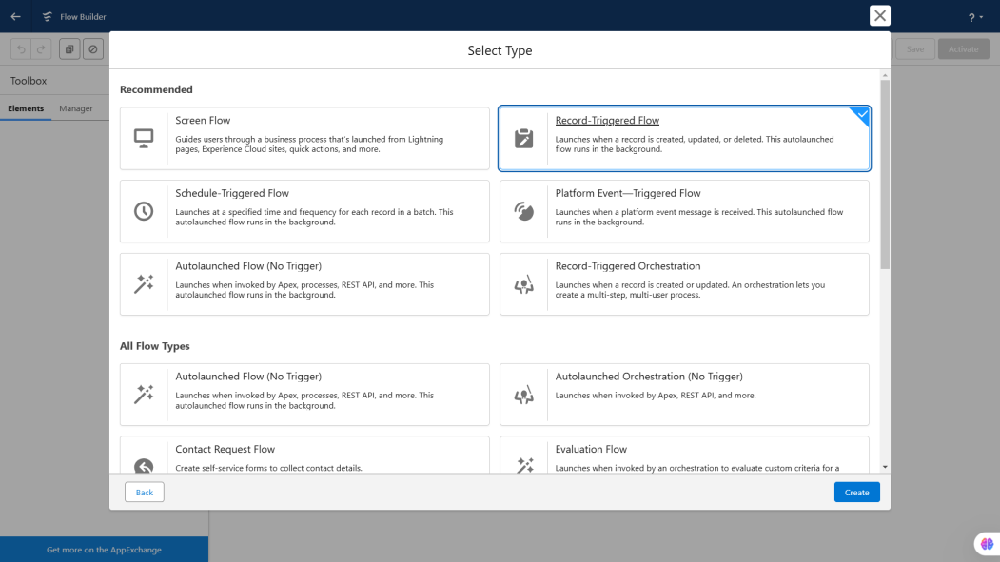 Flow Builder
?
Save
Activate
Toolbox
Elements
Manager
Select Type
Recommended
Screen Flow
Guides users through a business process that's launched from Lightning
pages, Experience Cloud sites, quick actions, and more.
Record-Triggered Flow
Launches when a record is created, updated, or deleted. This autolaunched
flow runs in the background.
Schedule-Triggered Flow
Launches at a specified time and frequency for each record in a batch. This
autolaunched flow runs in the background.
Platform Event—Triggered Flow
Launches when a platform event message is received. This autolaunched flow
runs in the background.
Autolaunched Flow (No Trigger)
Launches when invoked by Apex, processes, REST API, and more. This
autolaunched flow runs in the background.
Record-Triggered Orchestration
Launches when a record is created or updated. An orchestration lets you
create a multi-step, multi-user process.
All Flow Types
Autolaunched Flow (No Trigger)
Launches when invoked by Apex, processes, REST API, and more. This
autolaunched flow runs in the background.
Autolaunched Orchestration (No Trigger)
Launches when invoked by Apex, REST API, and more.
Contact Request Flow
Create self-service forms to collect contact details.
Evaluation Flow
Launches when invoked by an orchestration to evaluate custom criteria for a
Back
Create
Get more on the AppExchange